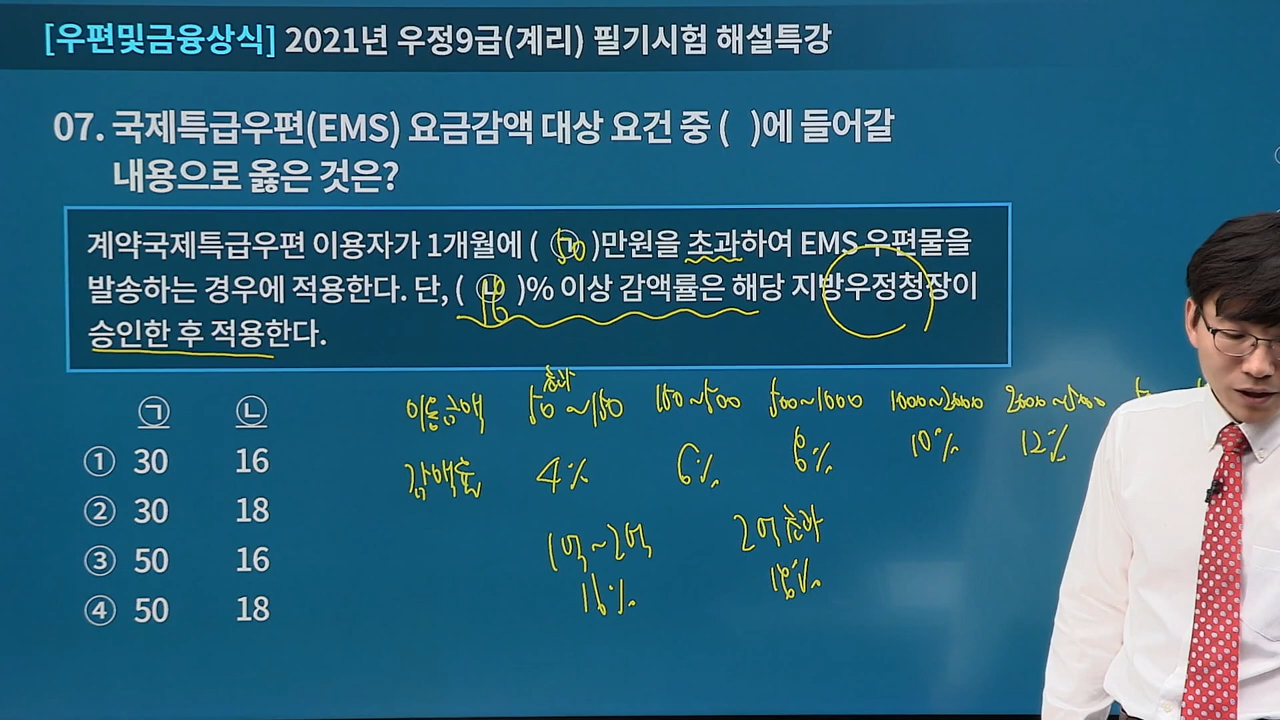 [우편및금융상식] 2021년 우정9급(계리) 필기시험 해설특강
07. 국제특급우편(EMS) 요금감액 대상 요건 중 ( )에 들어갈
내용으로 옳은 것은?
계약국제특급우편 이용자가 1개월에 ( ㉠ 50 )만원을 초과하여 EMS 우편물을
발송하는 경우에 적용한다. 단, ( ㉡ )% 이상 감액률은 해당 지방우정청장이
승인한 후 적용한다.
초과
이용금액 50 ~150 150~500 500~1000 1000~2000 2000~5000
감액율 4% 6% 8% 10% 12%
㉠ ㉡
① 30 16
② 30 18
③ 50 16
④ 50 18
1억~2억 2억초과
16% 18%